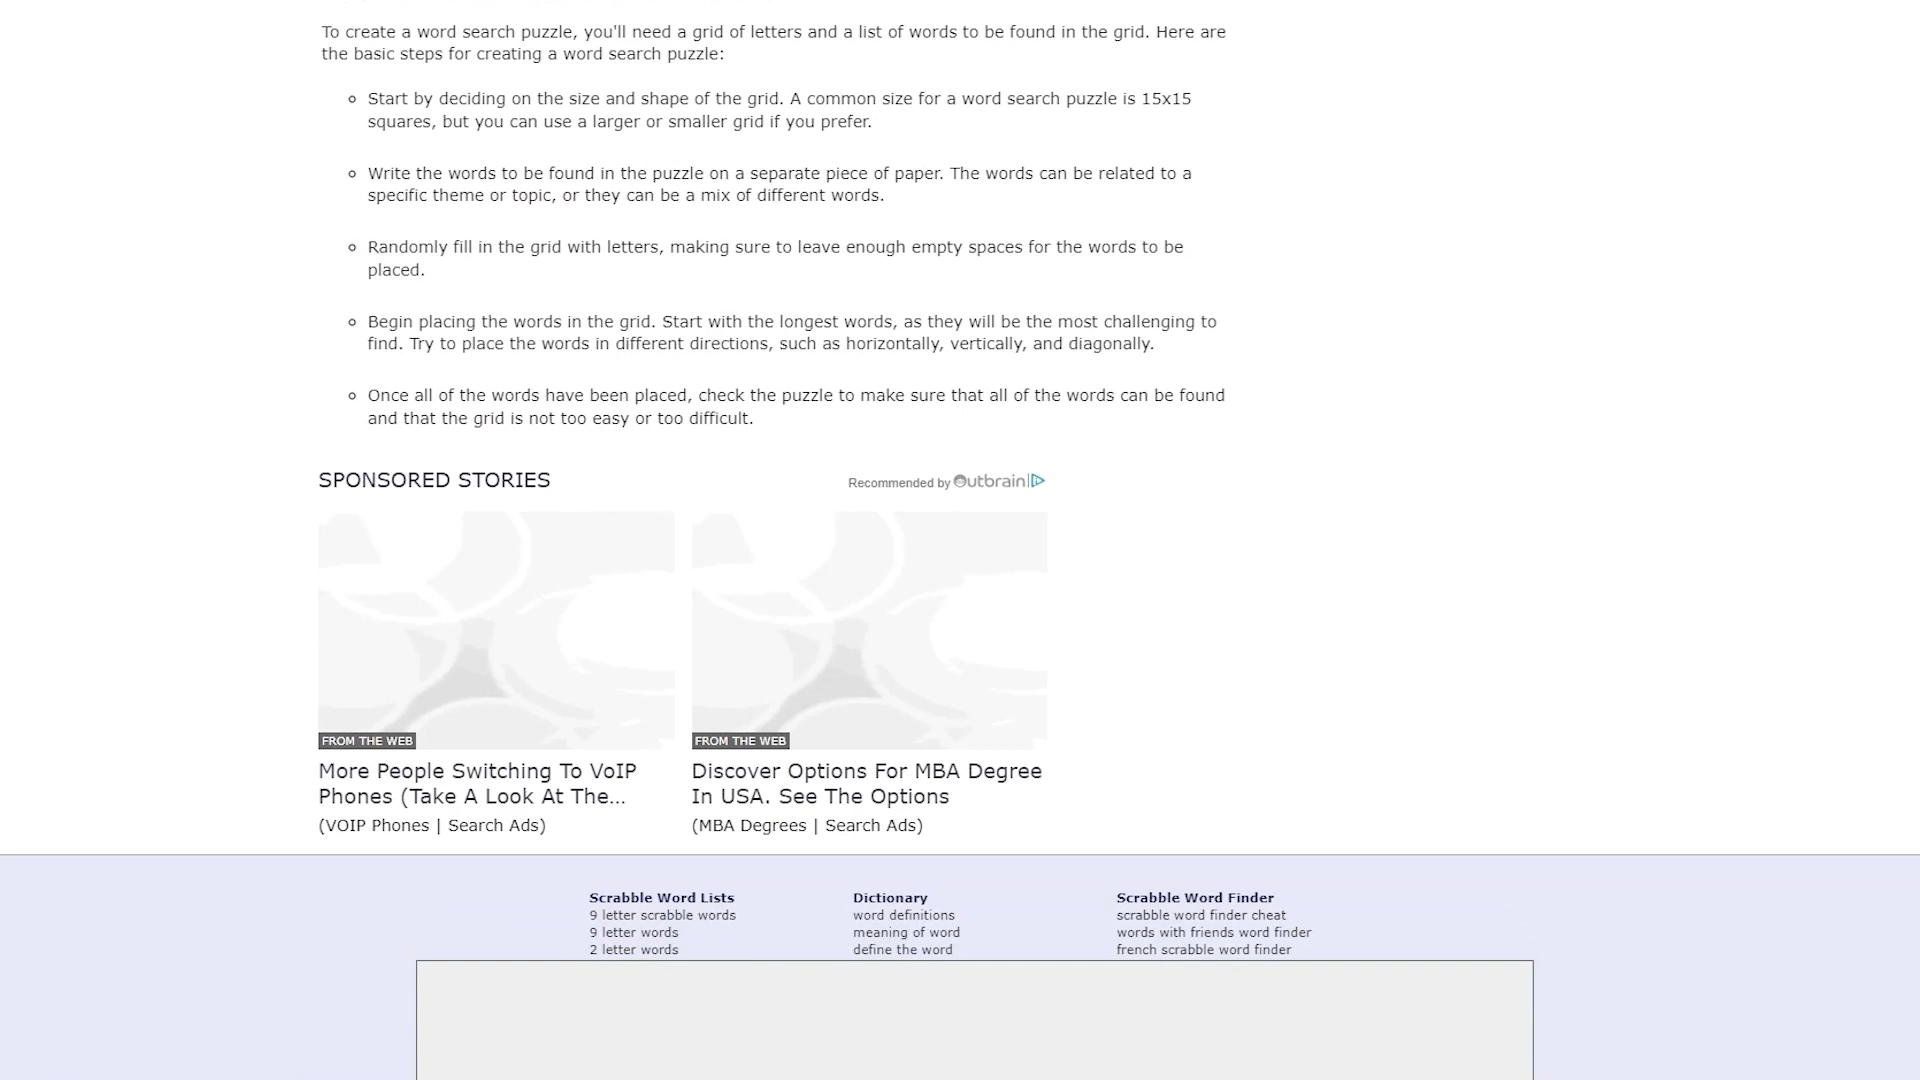 To create a word search puzzle, you'll need a grid of letters and a list of words to be found in the grid. Here are
the basic steps for creating a word search puzzle:
Start by deciding on the size and shape of the grid. A common size for a word search puzzle is 15x15
squares, but you can use a larger or smaller grid if you prefer.
Write the words to be found in the puzzle on a separate piece of paper. The words can be related to a
specific theme or topic, or they can be a mix of different words.
Randomly fill in the grid with letters, making sure to leave enough empty spaces for the words to be
placed.
Begin placing the words in the grid. Start with the longest words, as they will be the most challenging to
find. Try to place the words in different directions, such as horizontally, vertically, and diagonally.
Once all of the words have been placed, check the puzzle to make sure that all of the words can be found
and that the grid is not too easy or too difficult.
SPONSORED STORIES
Recommended by Outbrain
FROM THE WEB
More People Switching To VoIP
Phones (Take A Look At The...
(VOIP Phones | Search Ads)
FROM THE WEB
Discover Options For MBA Degree
In USA. See The Options
(MBA Degrees | Search Ads)
Scrabble Word Lists
9 letter scrabble words
9 letter words
2 letter words
Dictionary
word definitions
meaning of word
define the word
Scrabble Word Finder
scrabble word finder cheat
words with friends word finder
french scrabble word finder